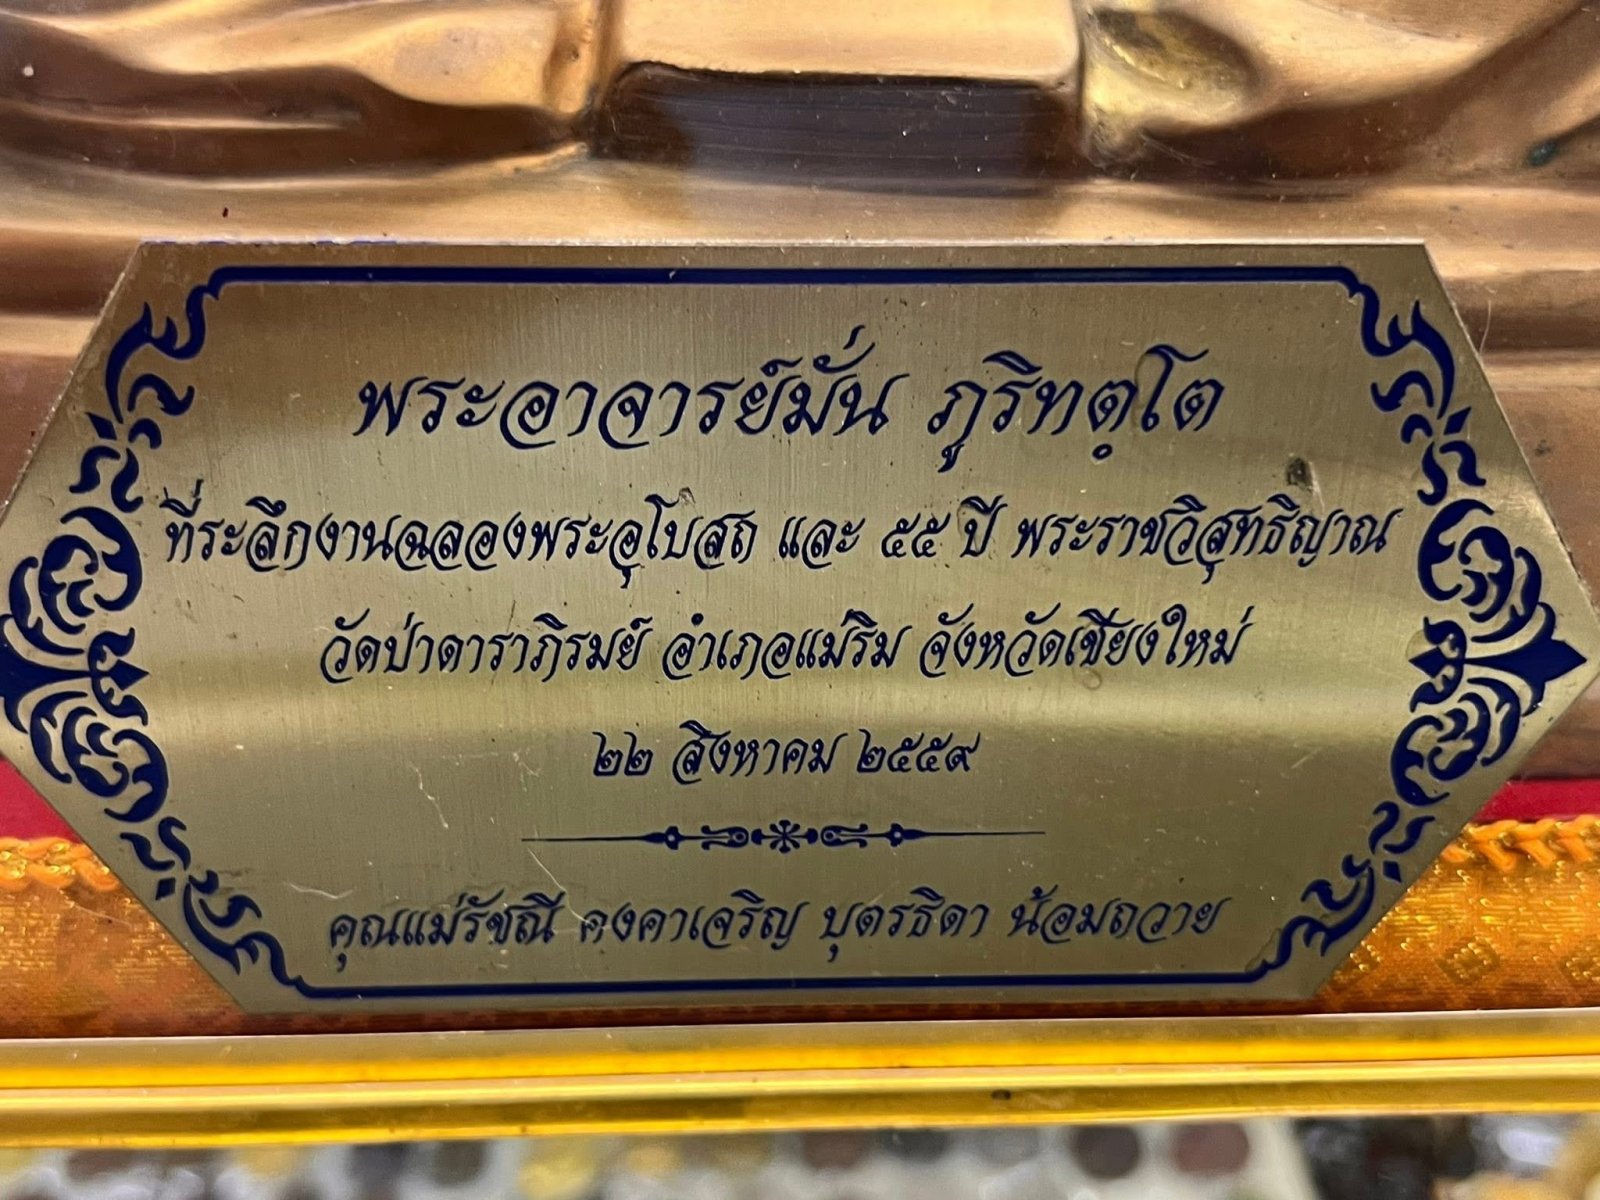 พระอาจารย์มั่น ภูริทตฺโต
ที่ระลึกงานฉลองพระอุโบสถ และ ๕๕ ปี พระราชวิสุทธิญาณ
วัดป่าดาราภิรมย์ อำเภอแม่ริม จังหวัดเชียงใหม่
๒๒ สิงหาคม ๒๕๕๙
คุณแม่รัชณี คงคาเจริญ บุตรธิดา น้อมถวาย